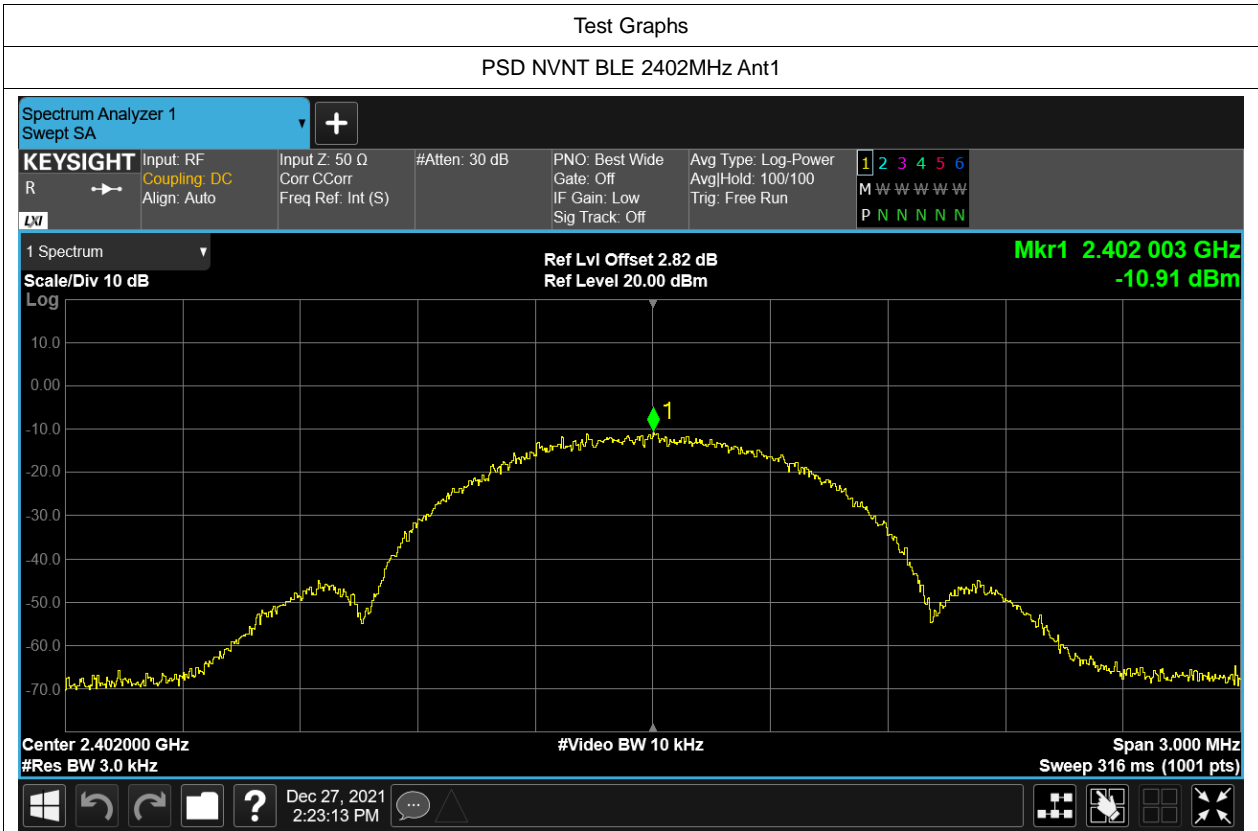 Test Graphs
PSD NVNT BLE 2402MHz Ant1
Spectrum Analyzer 1
Swept SA
KEYSIGHT
R
LXI
Input: RF
Coupling: DC
Align: Auto
Input Z: 50 Ω
Corr CCorr
Freq Ref: Int (S)
#Atten: 30 dB
PNO: Best Wide
Gate: Off
IF Gain: Low
Sig Track: Off
Avg Type: Log-Power
Avg|Hold: 100/100
Trig: Free Run
1 2 3 4 5 6
M W W W W W
P N N N N N
1 Spectrum
Scale/Div 10 dB
Ref Lvl Offset 2.82 dB
Ref Level 20.00 dBm
Mkr1 2.402 003 GHz
-10.91 dBm
Log
10.0
0.00
-10.0
-20.0
-30.0
-40.0
-50.0
-60.0
-70.0
1
Center 2.402000 GHz
#Res BW 3.0 kHz
#Video BW 10 kHz
Span 3.000 MHz
Sweep 316 ms (1001 pts)
?
Dec 27, 2021
2:23:13 PM